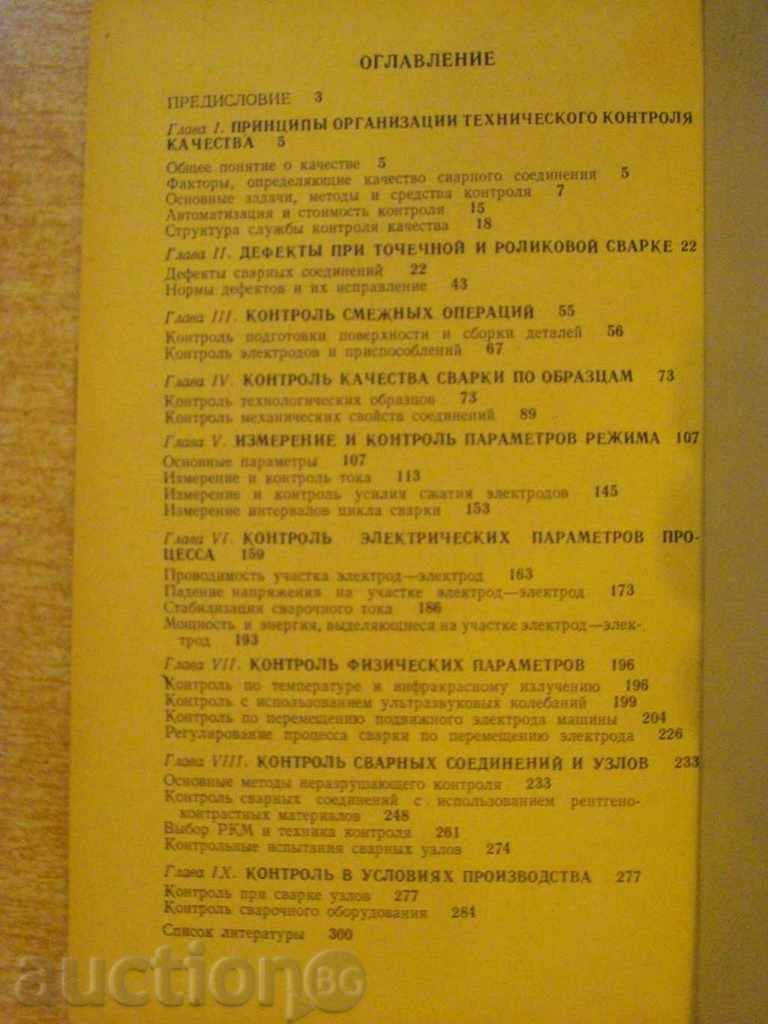 ОГЛАВЛЕНИЕ
ПРЕДИСЛОВИЕ 3
Глава I. ПРИНЦИПЫ ОРГАНИЗАЦИИ ТЕХНИЧЕСКОГО КОНТРОЛЯ
КАЧЕСТВА 5
Общее понятие о качестве 5
Факторы, определяющие качество сварного соединения 5
Основные задачи, методы и средства контроля 7
Автоматизация и стоимость контроля 15
Структура службы контроля качества 18
Глава II. ДЕФЕКТЫ ПРИ ТОЧЕЧНОЙ И РОЛИКОВОЙ СВАРКЕ 22
Дефекты сварных соединений 22
Нормы дефектов и их исправление 43
Глава III. КОНТРОЛЬ СМЕЖНЫХ ОПЕРАЦИЙ 55
Контроль подготовки поверхности и сборки деталей 56
Контроль электродов и приспособлений 67
Глава IV. КОНТРОЛЬ КАЧЕСТВА СВАРКИ ПО ОБРАЗЦАМ 73
Контроль технологических образцов 73
Контроль механических свойств соединений 89
Глава V. ИЗМЕРЕНИЕ И КОНТРОЛЬ ПАРАМЕТРОВ РЕЖИМА 107
Основные параметры 107
Измерение и контроль тока 113
Измерение и контроль усилия сжатия электродов 145
Измерение интервалов цикла сварки 153
Глава VI. КОНТРОЛЬ ЭЛЕКТРИЧЕСКИХ ПАРАМЕТРОВ ПРО-
ЦЕССА 159
Проводимость участка электрод—электрод 163
Падение напряжения на участке электрод—электрод 173
Стабилизация сварочного тока 186
Мощность и энергия, выделяющиеся на участке электрод—элек-
трод 193
Глава VII. КОНТРОЛЬ ФИЗИЧЕСКИХ ПАРАМЕТРОВ 196
Контроль по температуре и инфракрасному излучению 196
Контроль с использованием ультразвуковых колебаний 199
Контроль по перемещению подвижного электрода машины 204
Регулирование процесса сварки по перемещению электрода 226
Глава VIII. КОНТРОЛЬ СВАРНЫХ СОЕДИНЕНИЙ И УЗЛОВ 233
Основные методы неразрушающего контроля 233
Контроль сварных соединений с использованием рентгено-
контрастных материалов 248
Выбор РКМ и техника контроля 261
Контрольные испытания сварных узлов 274
Глава IX. КОНТРОЛЬ В УСЛОВИЯХ ПРОИЗВОДСТВА 277
Контроль при сварке узлов 277
Контроль сварочного оборудования 284
Список литературы 300
auction BG